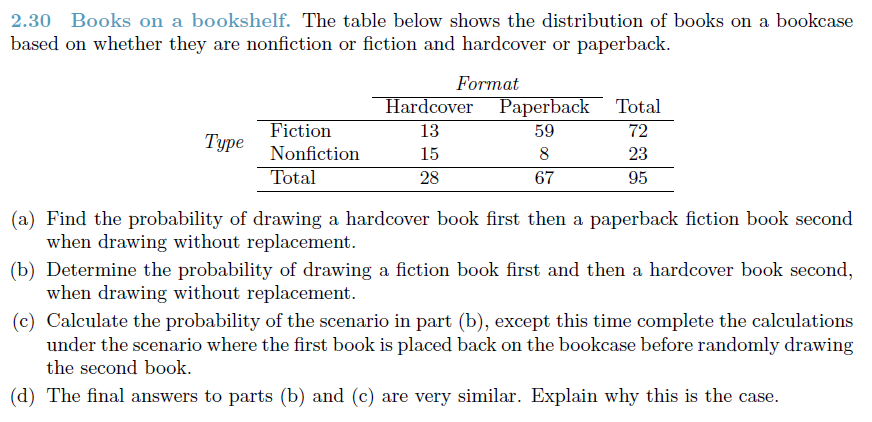 2.30 Books on a bookshelf. The table below shows the distribution of books on a bookcase
based on whether they are nonfiction or fiction and hardcover or paperback.
Format
Hardcover Paperback Total
Type
Fiction 13 59 72
Nonfiction 15 8 23
Total 28 67 95
(a) Find the probability of drawing a hardcover book first then a paperback fiction book second
when drawing without replacement.
(b) Determine the probability of drawing a fiction book first and then a hardcover book second,
when drawing without replacement.
(c) Calculate the probability of the scenario in part (b), except this time complete the calculations
under the scenario where the first book is placed back on the bookcase before randomly drawing
the second book.
(d) The final answers to parts (b) and (c) are very similar. Explain why this is the case.